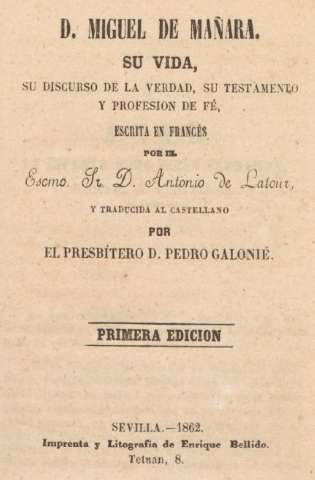 D. MIGUEL DE MAÑARA.
SU VIDA,
SU DISCURSO DE LA VERDAD, SU TESTAMENTO
Y PROFESION DE FÉ,
ESCRITA EN FRANCÉS
POR EL
Escmo. Sr. D. Antonio de Latour,
Y TRADUCIDA AL CASTELLANO
POR
EL PRESBÍTERO D. PEDRO GALONIÉ.
PRIMERA EDICION
SEVILLA.—1862.
Imprenta y Litografía de Enrique Bellido.
Tetuan, 8.